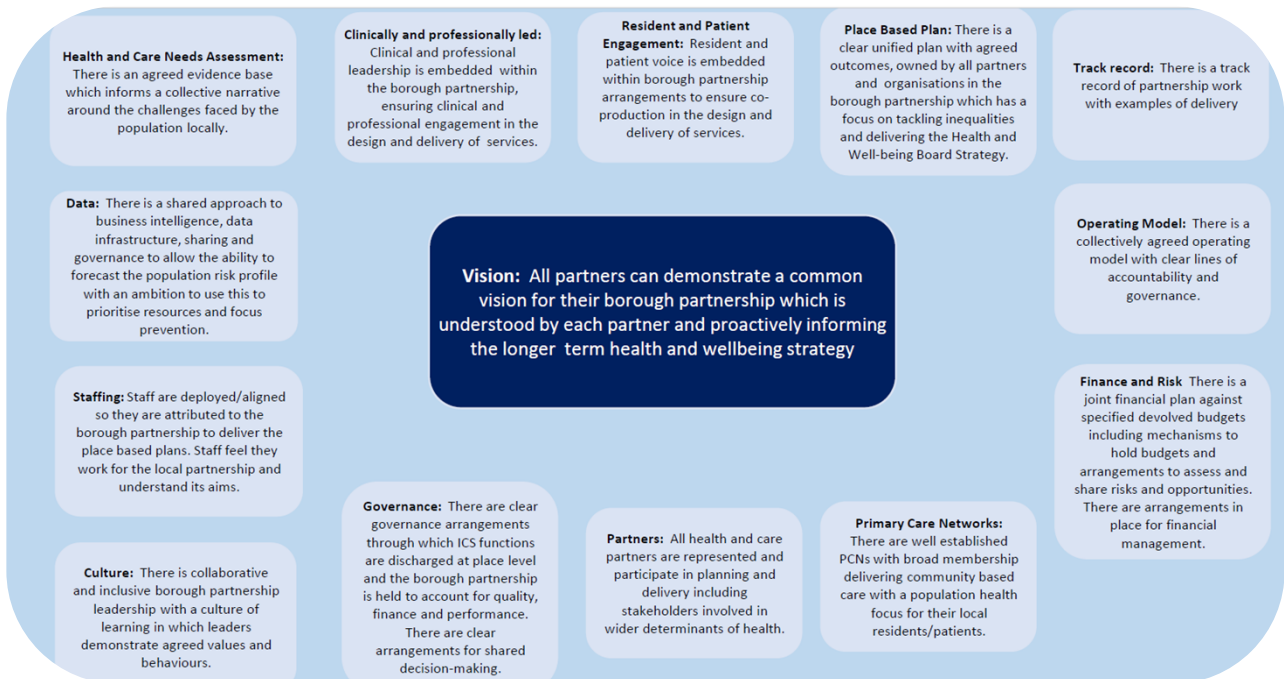 Health and Care Needs Assessment:
There is an agreed evidence base
which informs a collective narrative
around the challenges faced by the
population locally.
Clinically and professionally led:
Clinical and professional
leadership is embedded within
the borough partnership,
ensuring clinical and
professional engagement in the
design and delivery of services.
Resident and Patient
Engagement: Resident and
patient voice is embedded
within borough partnership
arrangements to ensure co-
production in the design and
delivery of services.
Place Based Plan: There is a
clear unified plan with agreed
outcomes, owned by all partners
and organisations in the
borough partnership which has a
focus on tackling inequalities
and delivering the Health and
Well-being Board Strategy.
Track record: There is a track
record of partnership work
with examples of delivery
Data: There is a shared approach to
business intelligence, data
infrastructure, sharing and
governance to allow the ability to
forecast the population risk profile
with an ambition to use this to
prioritise resources and focus
prevention.
Vision: All partners can demonstrate a common
vision for their borough partnership which is
understood by each partner and proactively informing
the longer term health and wellbeing strategy
Operating Model: There is a
collectively agreed operating
model with clear lines of
accountability and
governance.
Staffing: Staff are deployed/aligned
so they are attributed to the
borough partnership to deliver the
place based plans. Staff feel they
work for the local partnership and
understand its aims.
Finance and Risk There is a
joint financial plan against
specified devolved budgets
including mechanisms to
hold budgets and
arrangements to assess and
share risks and opportunities.
There are arrangements in
place for financial
management.
Culture: There is collaborative
and inclusive borough partnership
leadership with a culture of
learning in which leaders
demonstrate agreed values and
behaviours.
Governance: There are clear
governance arrangements
through which ICS functions
are discharged at place level
and the borough partnership
is held to account for quality,
finance and performance.
There are clear
arrangements for shared
decision-making.
Partners: All health and care
partners are represented and
participate in planning and
delivery including
stakeholders involved in
wider determinants of health.
Primary Care Networks:
There are well established
PCNs with broad membership
delivering community based
care with a population health
focus for their local
residents/patients.